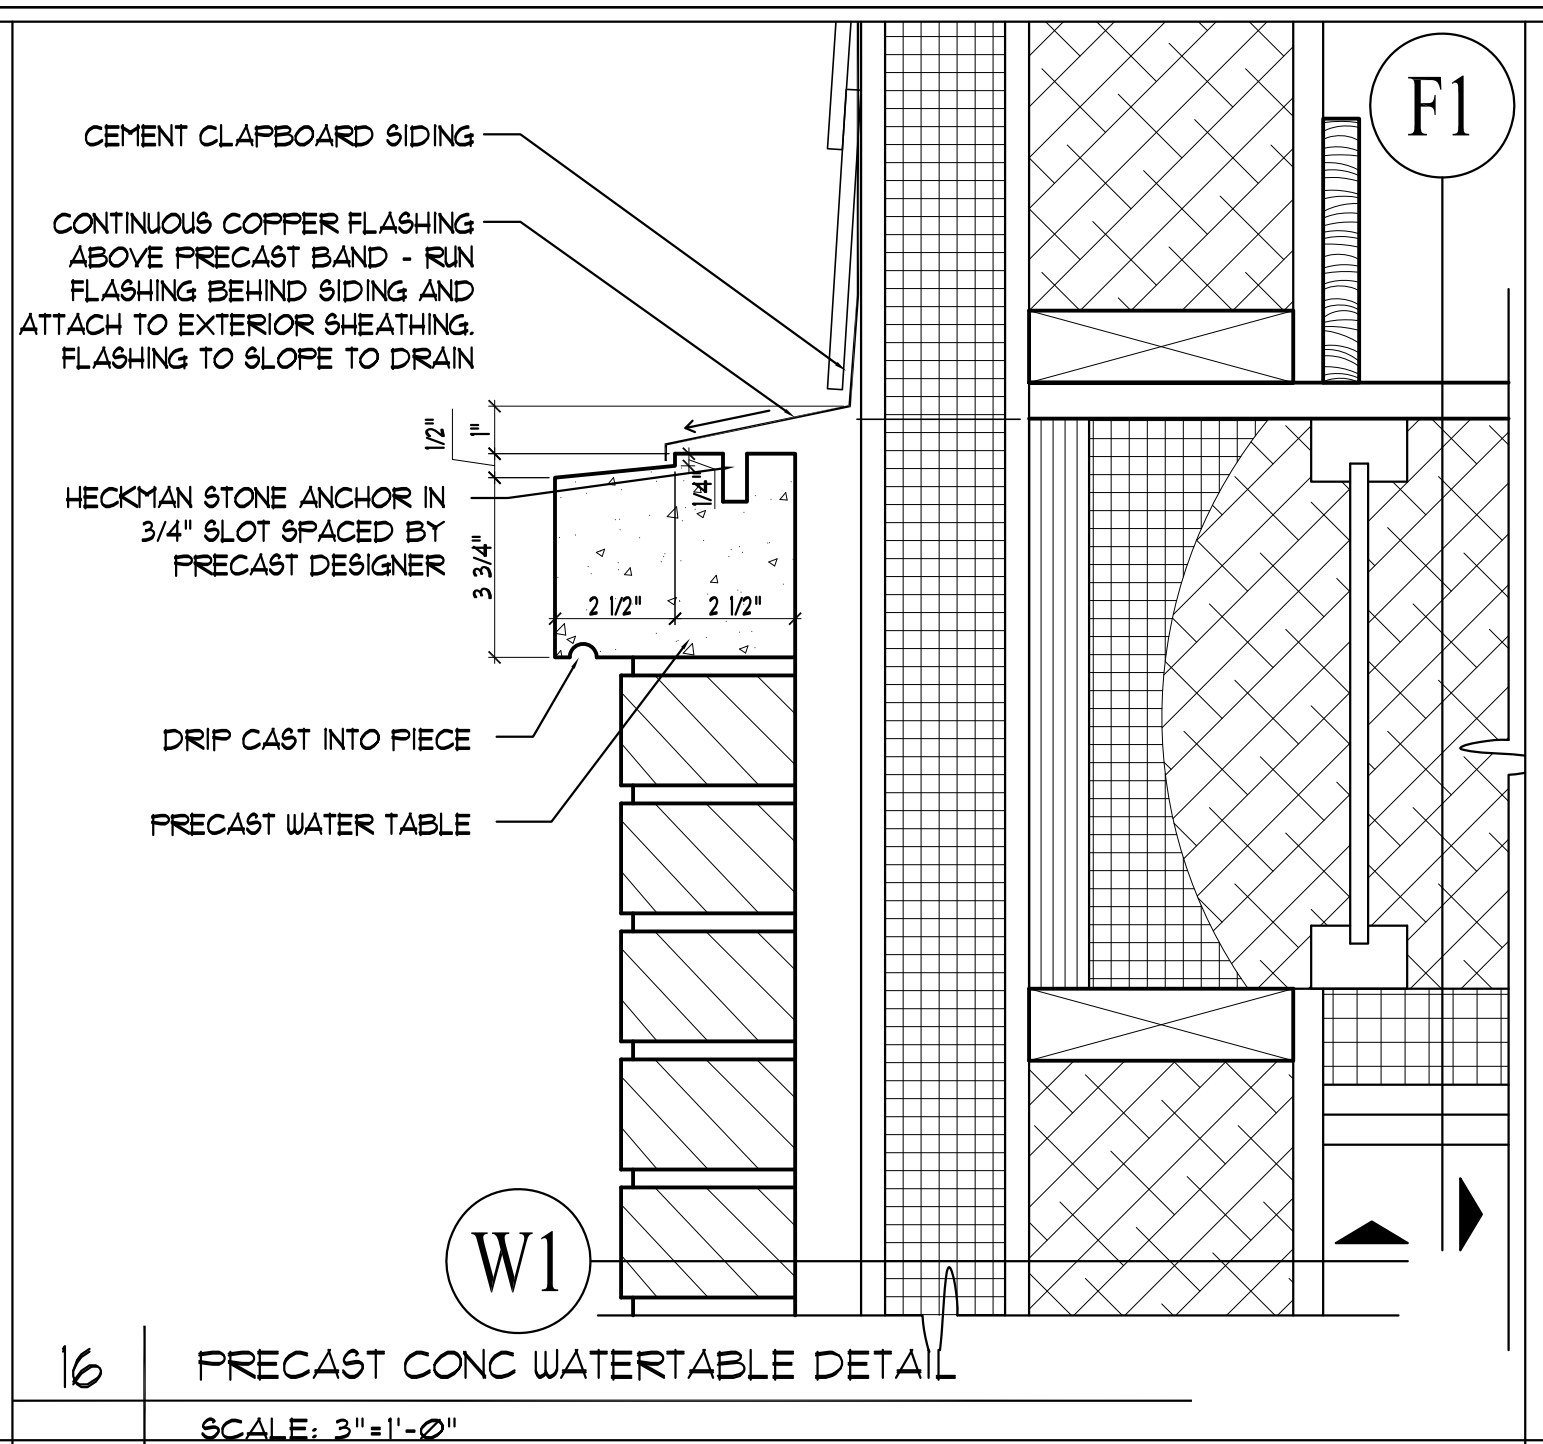 F1
CEMENT CLAPBOARD SIDING
CONTINUOUS COPPER FLASHING
ABOVE PRECAST BAND - RUN
FLASHING BEHIND SIDING AND
ATTACH TO EXTERIOR SHEATHING.
FLASHING TO SLOPE TO DRAIN
1/2"
1"
HECKMAN STONE ANCHOR IN
3/4" SLOT SPACED BY
PRECAST DESIGNER
1/4"
3 3/4"
2 1/2"
2 1/2"
DRIP CAST INTO PIECE
PRECAST WATER TABLE
W1
16
PRECAST CONC WATERTABLE DETAIL
SCALE: 3"=1'-0"